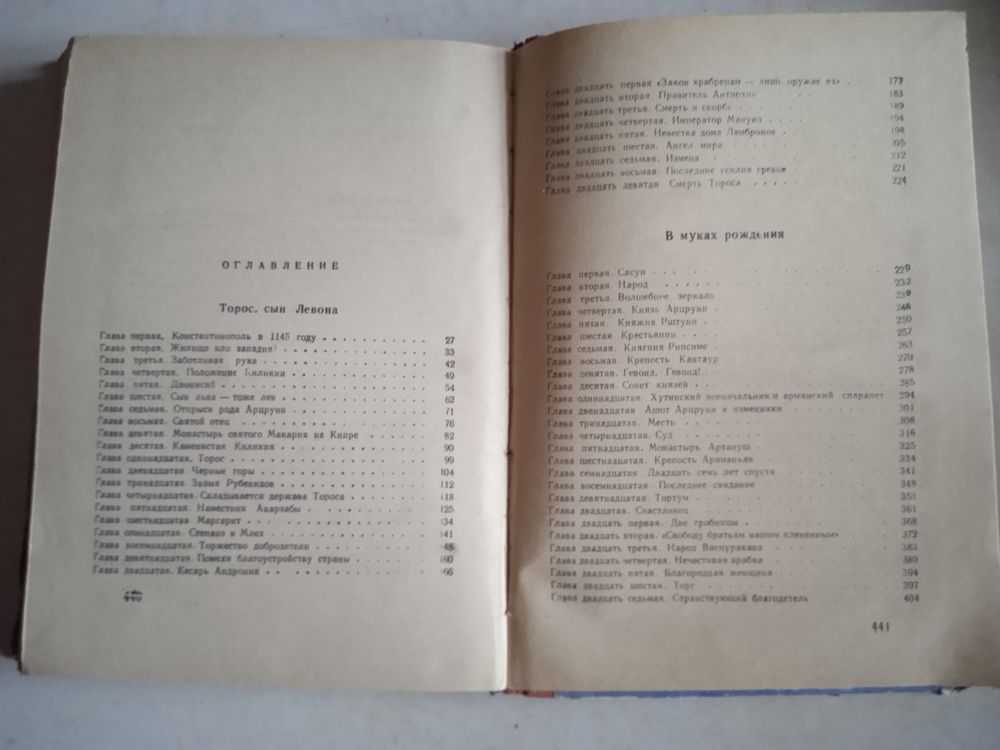 ОГЛАВЛЕНИЕ
Торос, сын Левона
Глава первая, Константинополь в 1145 году 27
Глава вторая. Жилище или западня? 33
Глава третья. Заботливая рука 42
Глава четвертая. Положение Киликии 49
Глава пятая. Дионисий 54
Глава шестая. Сын льва — тоже лев 62
Глава седьмая. Отпрыск рода Арцруни 71
Глава восьмая. Святой отец 76
Глава девятая. Монастырь святого Макария на Кипре 82
Глава десятая. Каменистая Киликия 90
Глава одиннадцатая. Торос 99
Глава двенадцатая. Черные горы 104
Глава тринадцатая. Знамя Рубенидов 112
Глава четырнадцатая. Складывается держава Тороса 118
Глава пятнадцатая. Наместник Анарзабы 125
Глава шестнадцатая Маргарит 134
Глава семнадцатая. Степанэ и Млех 141
Глава восемнадцатая. Торжество добродетели 148
Глава девятнадцатая. Помехи благоустройству страны 160
Глава двадцатая. Кесарь Андроник 166
440
Глава двадцать первая «Закон храбрецам — лишь оружие их» 179
Глава двадцать вторая. Правитель Антиохии 183
Глава двадцать третья. Смерть и скорбь 189
Глава двадцать четвертая. Император Мануил 194
Глава двадцать пятая. Невестка дома Ламбронов 198
Глава двадцать шестая. Ангел мира 205
Глава двадцать седьмая. Измена 212
Глава двадцать восьмая. Последние усилия греков 221
Глава двадцать девятая Смерть Тороса 224
В муках рождения
Глава первая. Сасун 229
Глава вторая. Народ 232
Глава третья. Волшебное зеркало 239
Глава четвертая. Князь Арцруни 246
Глава пятая. Княжна Рштуни 250
Глава шестая Крестьянин 257
Глава седьмая. Княгиня Рипсиме 263
Глава восьмая. Крепость Кангаур 270
Глава девятая. Гевонд, Гевонд!.. 278
Глава десятая. Совет князей 285
Глава одиннадцатая. Хутинский военачальник и армянский спарапет 294
Глава двенадцатая Ашот Арцруни и изменники 301
Глава тринадцатая. Месть 308
Глава четырнадцатая. Суд 316
Глава пятнадцатая. Монастырь Артануш 325
Глава шестнадцатая. Крепость Араманьяк 334
Глава семнадцатая Двадцать семь лет спустя 341
Глава восемнадцатая. Последнее свидание 348
Глава девятнадцатая. Тортум 353
Глава двадцатая. Счастливец 361
Глава двадцать первая. Две гробницы 368
Глава двадцать вторая. «Свободу братьям нашим плененным» 372
Глава двадцать третья. Народ Васпуракана 383
Глава двадцать четвертая. Нечестивая арабка 389
Глава двадцать пятая. Благородная женщина 394
Глава двадцать шестая. Торг 397
Глава двадцать седьмая. Странствующий благодетель 404
441